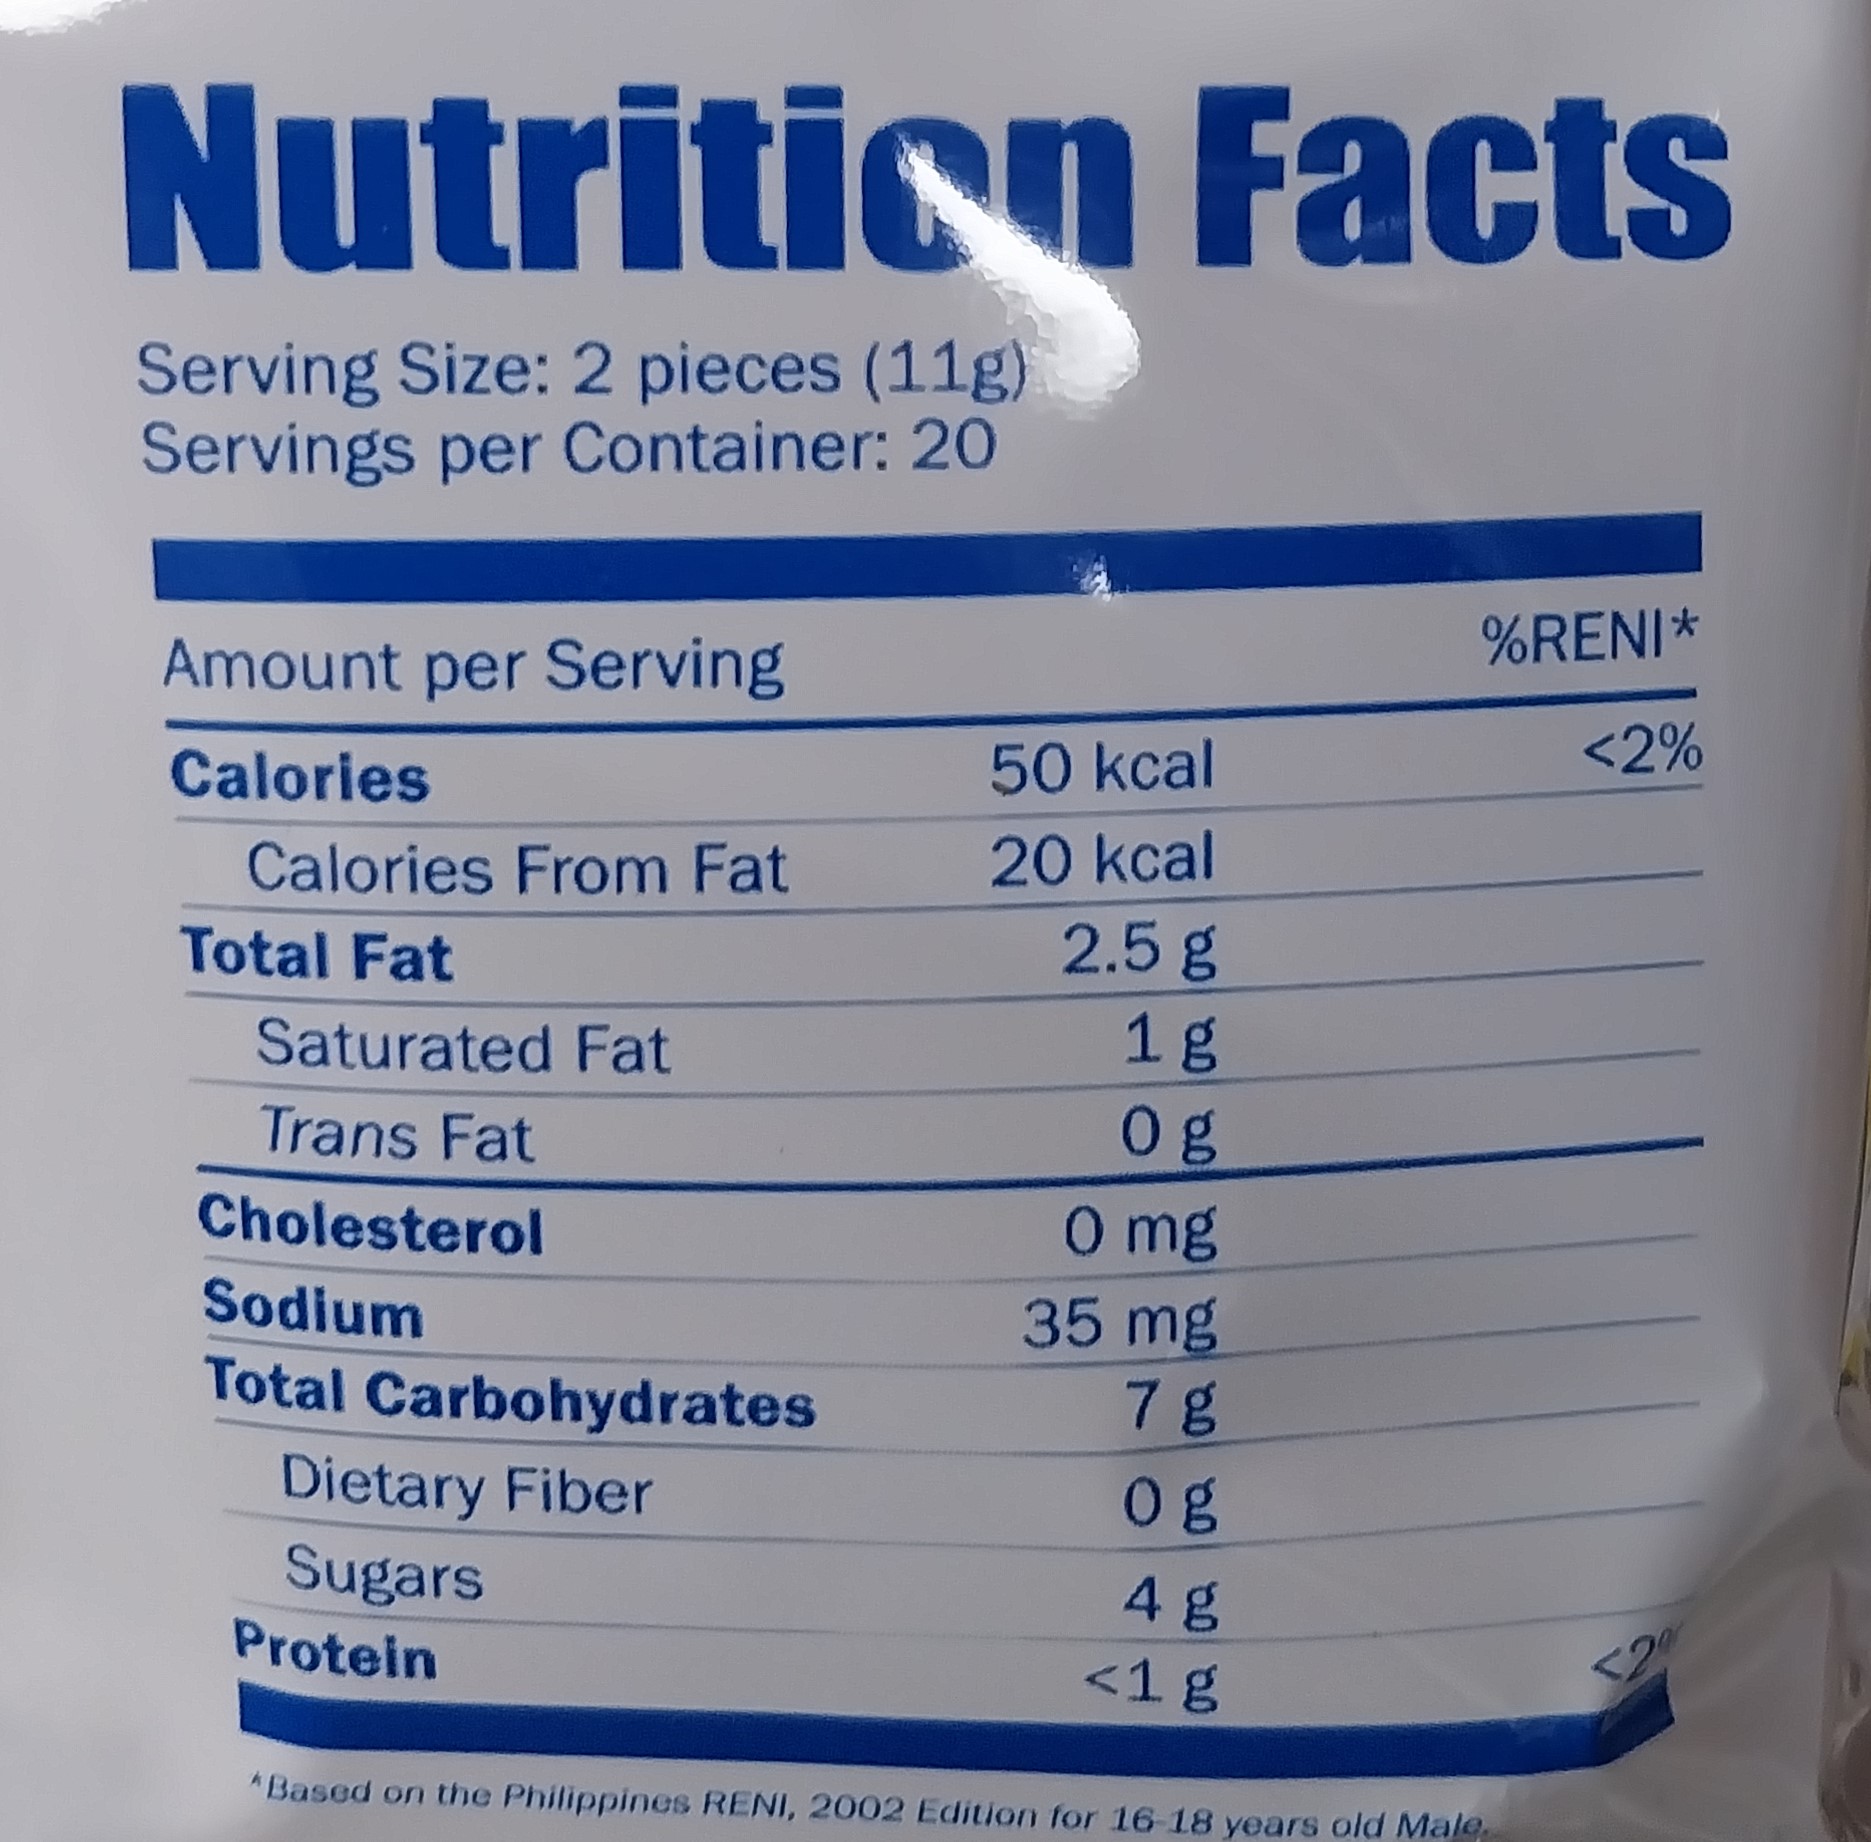 Nutrition Facts
Serving Size: 2 pieces (11g)
Servings per Container: 20
Amount per Serving %RENI*
Calories 50 kcal <2%
Calories From Fat 20 kcal
Total Fat 2.5 g
Saturated Fat 1 g
Trans Fat 0 g
Cholesterol 0 mg
Sodium 35 mg
Total Carbohydrates 7 g
Dietary Fiber 0 g
Sugars 4 g
Protein <1 g <2%
*Based on the Philippines RENI, 2002 Edition for 16-18 years old Male.